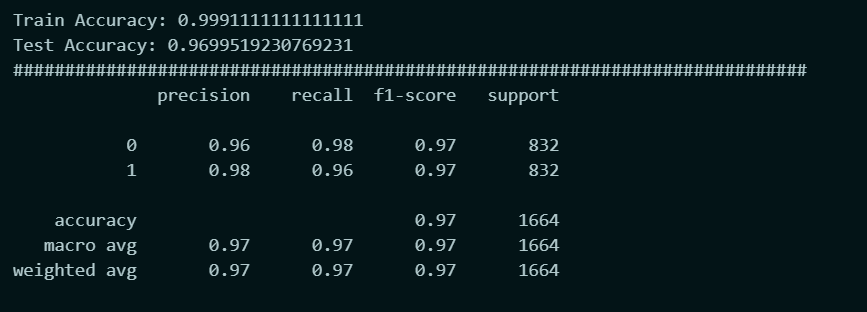 Train Accuracy: 0.9991111111111111
Test Accuracy: 0.9699519230769231
#############################################################################
precision recall f1-score support
0 0.96 0.98 0.97 832
1 0.98 0.96 0.97 832
accuracy 0.97 1664
macro avg 0.97 0.97 0.97 1664
weighted avg 0.97 0.97 0.97 1664